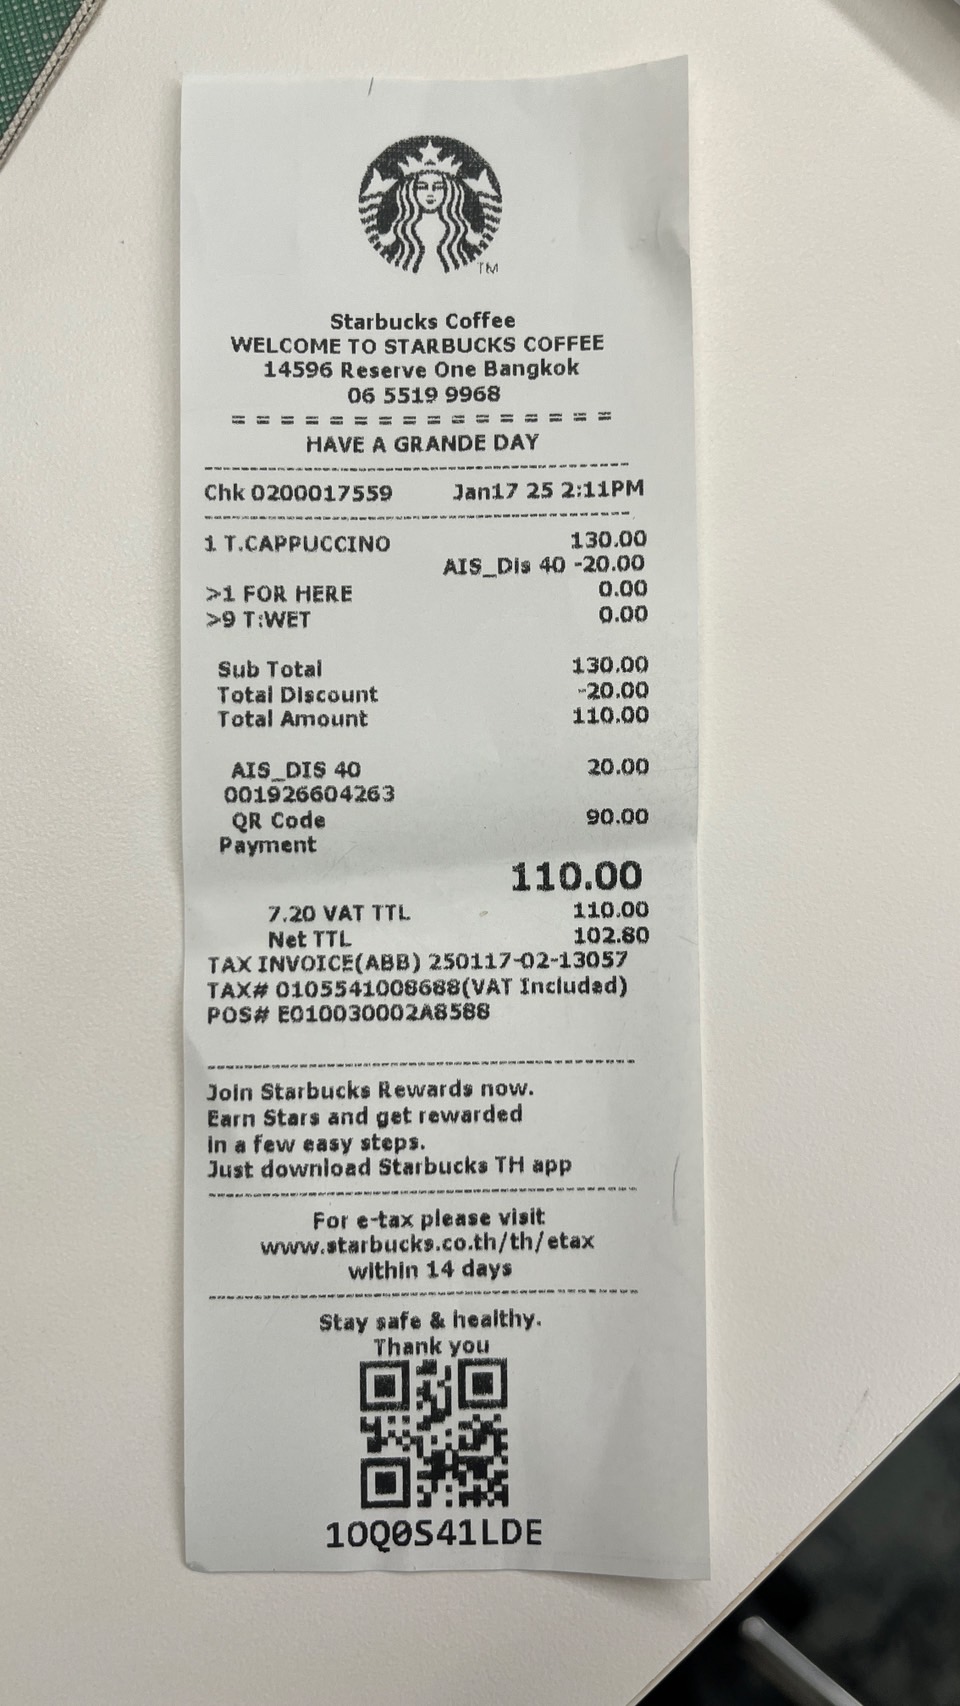 TM
Starbucks Coffee
WELCOME TO STARBUCKS COFFEE
14596 Reserve One Bangkok
06 5519 9968
= = = = = = = = = = = = = = = =
HAVE A GRANDE DAY
Chk 0200017559 Jan17 25 2:11PM
1 T.CAPPUCCINO 130.00
AIS_Dis 40 -20.00
>1 FOR HERE 0.00
>9 T:WET 0.00
Sub Total 130.00
Total Discount -20.00
Total Amount 110.00
AIS_DIS 40 20.00
001926604263
QR Code 90.00
Payment
110.00
7.20 VAT TTL 110.00
Net TTL 102.80
TAX INVOICE(ABB) 250117-02-13057
TAX# 0105541008688(VAT Included)
POS# E010030002A8588
Join Starbucks Rewards now.
Earn Stars and get rewarded
in a few easy steps.
Just download Starbucks TH app
For e-tax please visit
www.starbucks.co.th/th/etax
within 14 days
Stay safe & healthy.
Thank you
1OQ0S41LDE